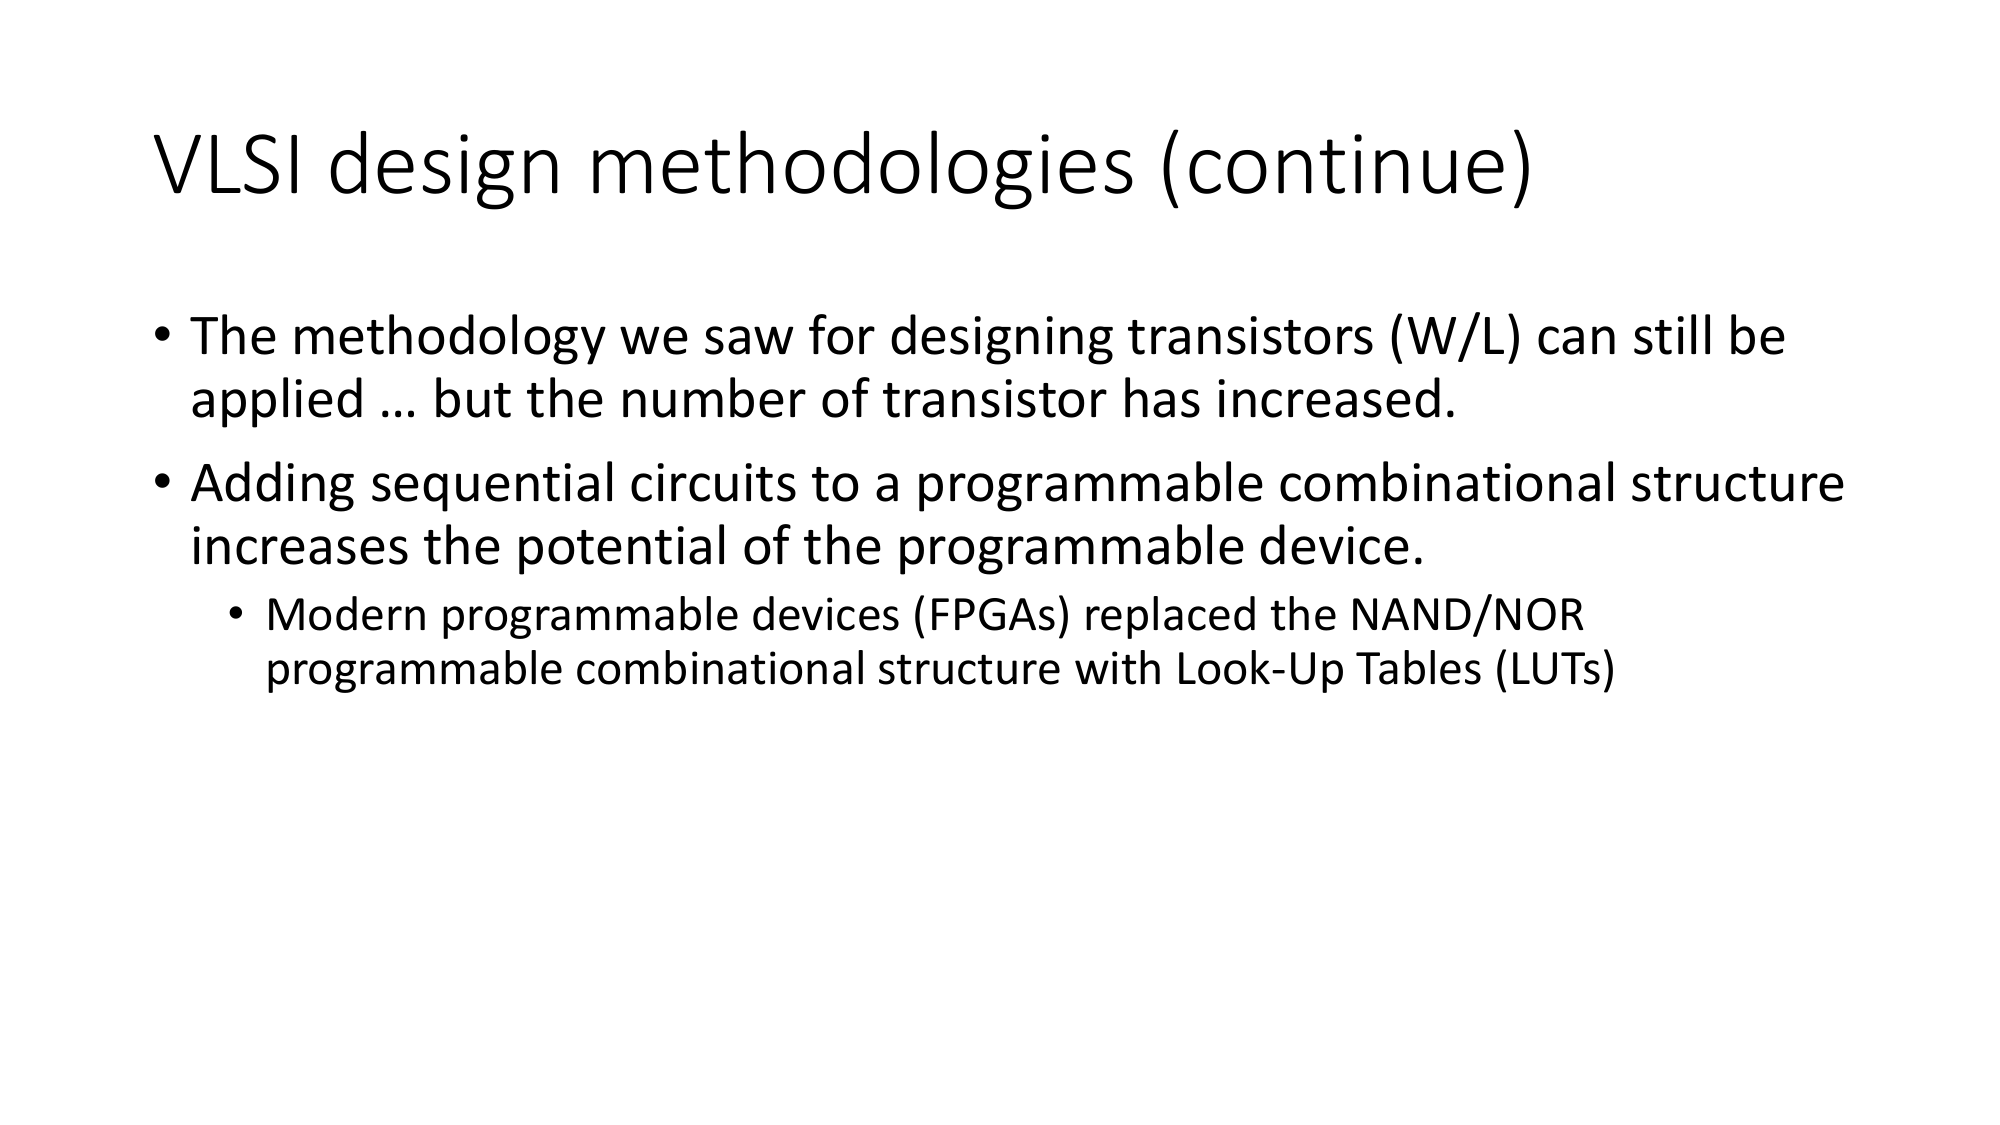 VLSI design methodologies (continue)
• The methodology we saw for designing transistors (W/L) can still be
applied … but the number of transistor has increased.
• Adding sequential circuits to a programmable combinational structure
increases the potential of the programmable device.
• Modern programmable devices (FPGAs) replaced the NAND/NOR
programmable combinational structure with Look-Up Tables (LUTs)